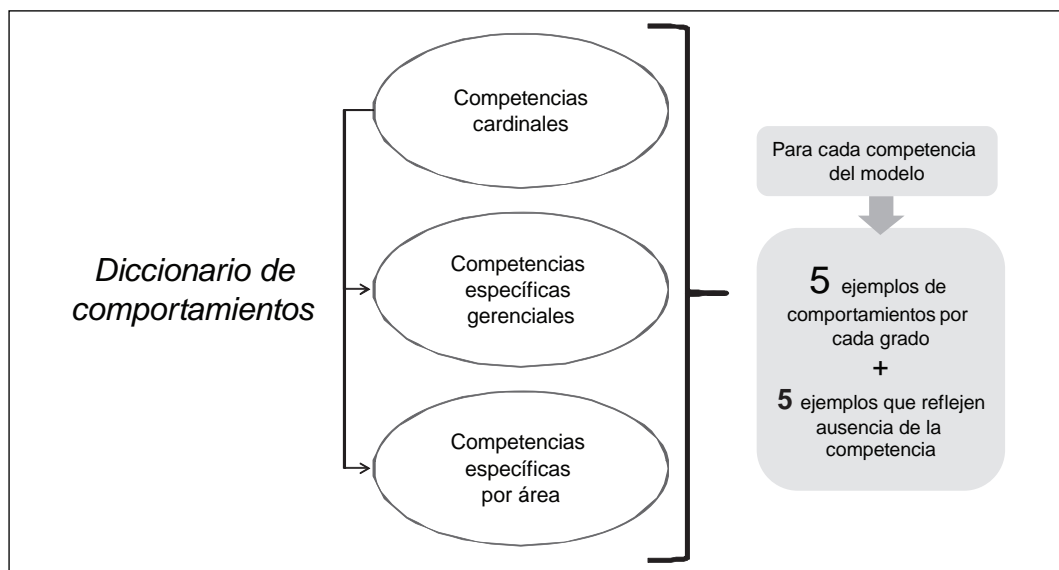 Diccionario de
comportamientos
Competencias
cardinales
Competencias
específicas
gerenciales
Competencias
específicas
por área
Para cada competencia
del modelo
5 ejemplos de
comportamientos por
cada grado
+
5 ejemplos que reflejen
ausencia de la
competencia